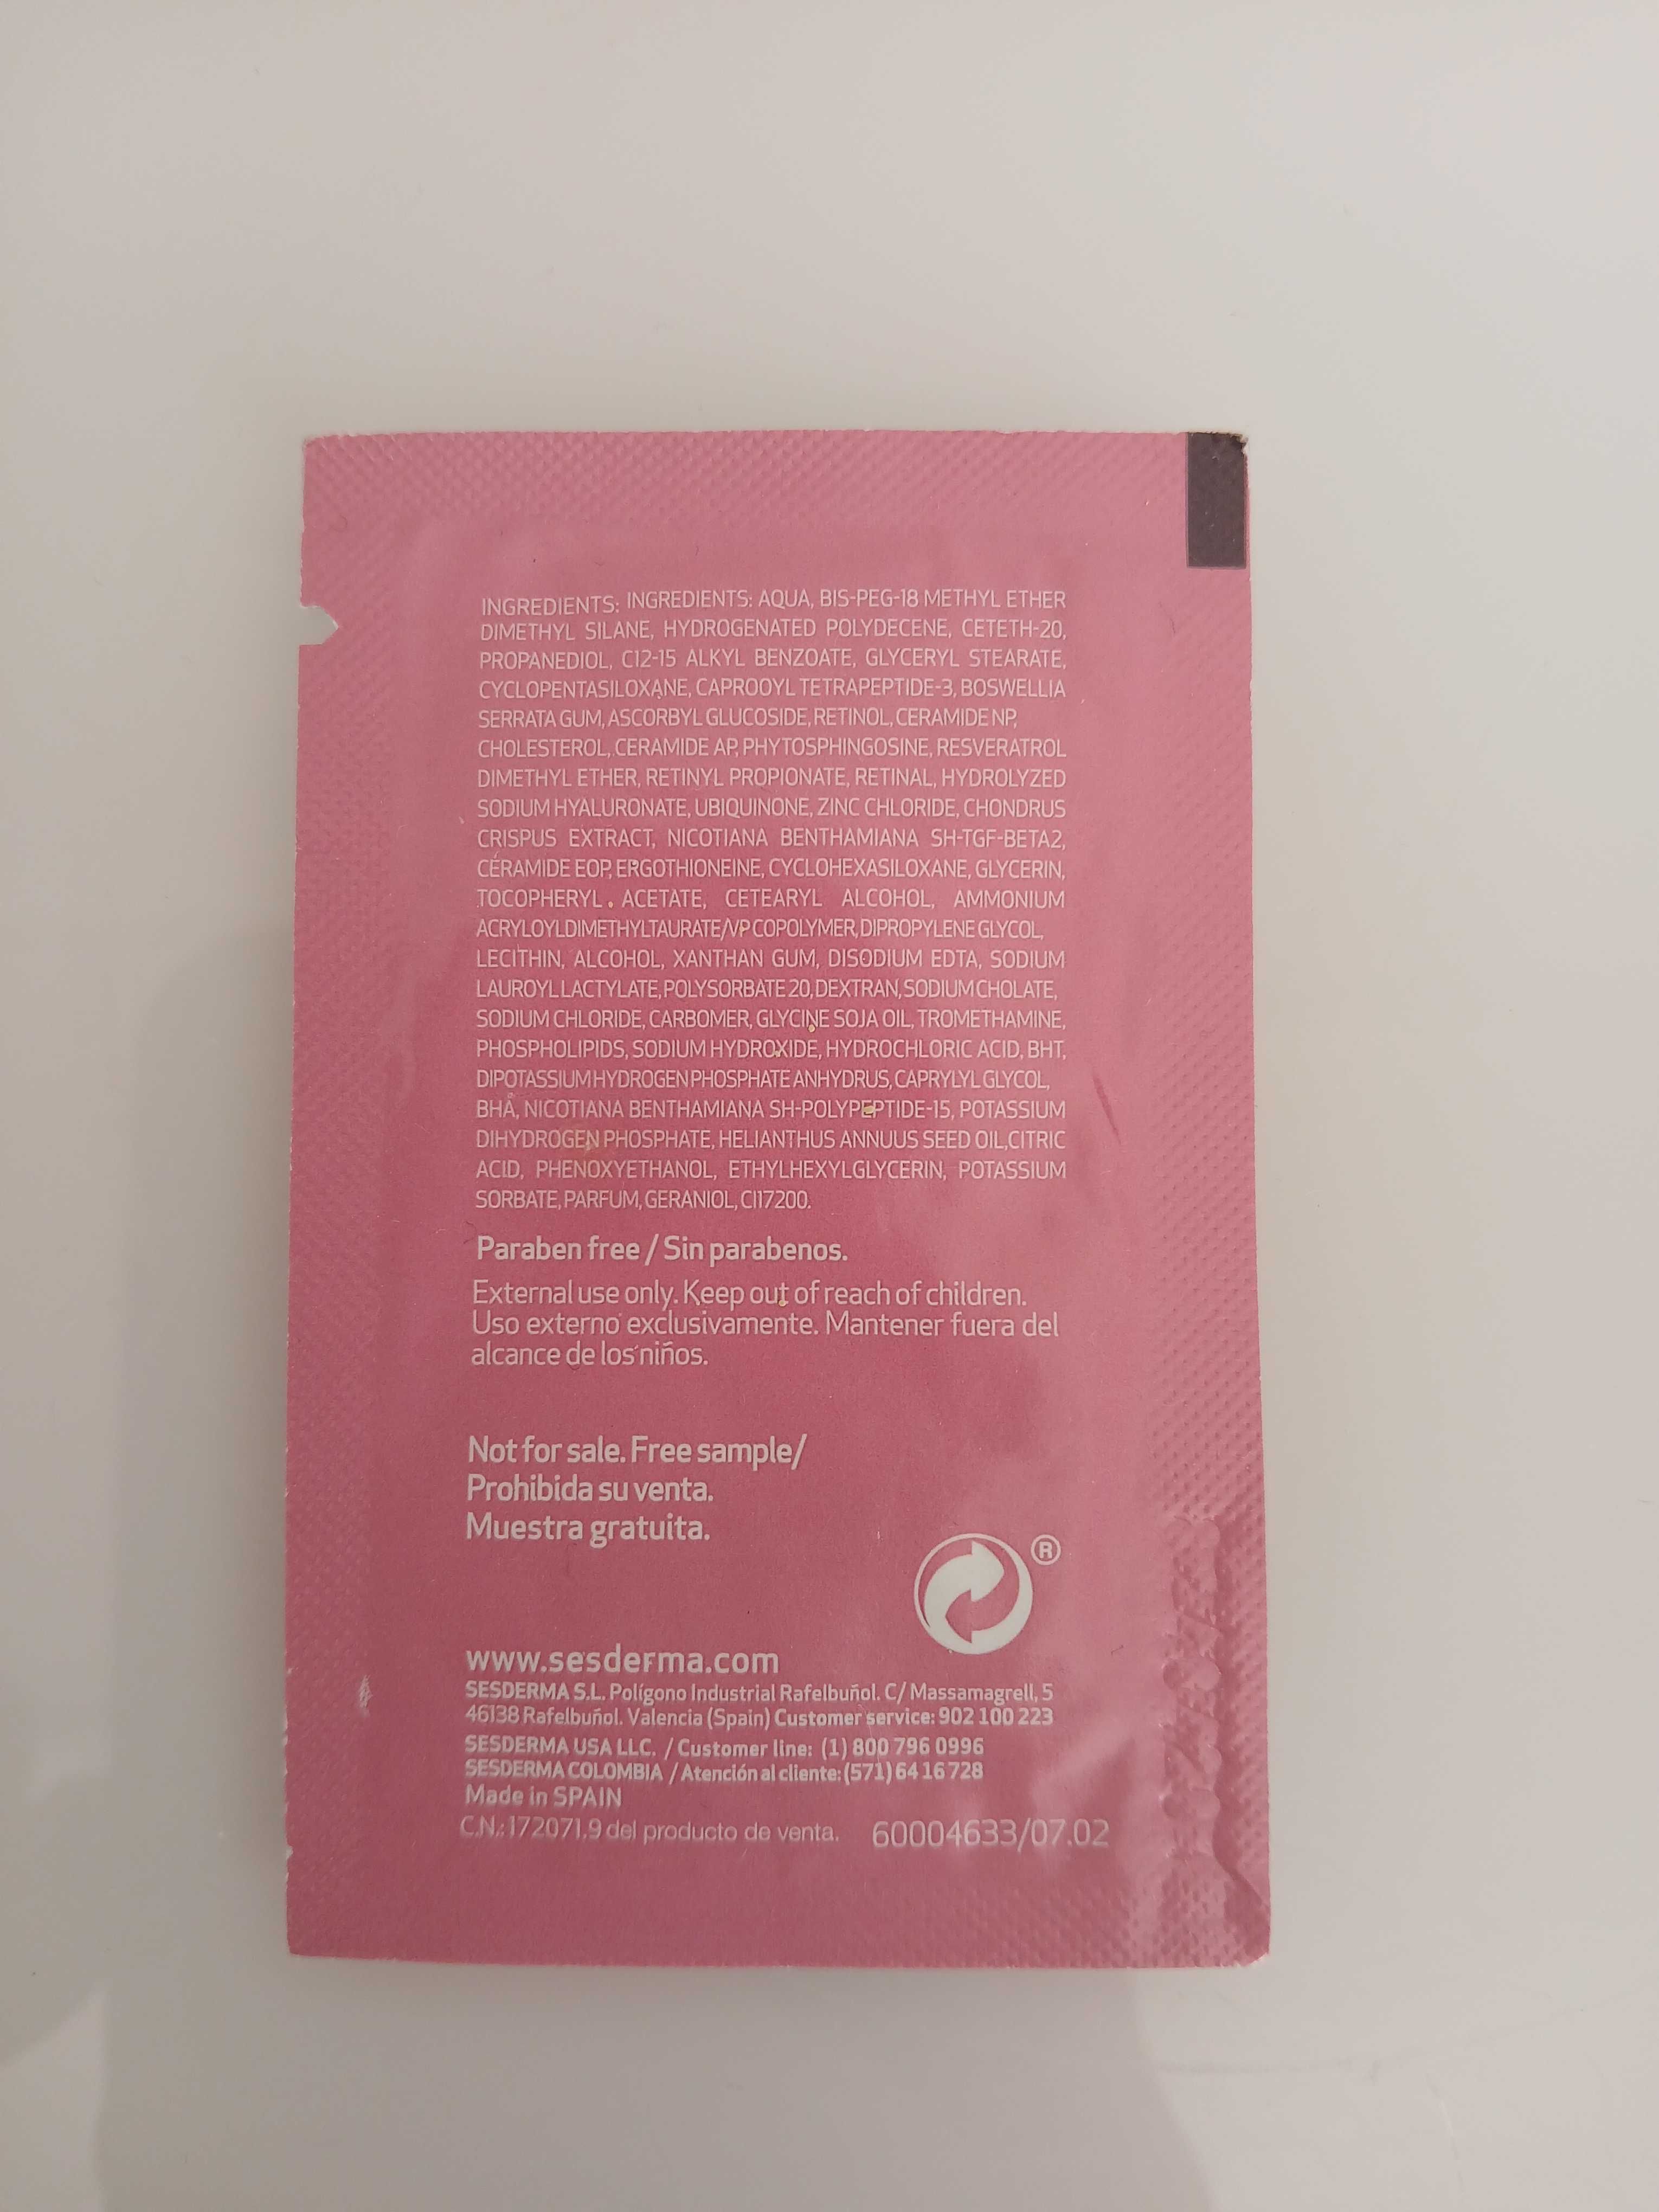 INGREDIENTS: INGREDIENTS: AQUA, BIS-PEG-18 METHYL ETHER
DIMETHYL SILANE, HYDROGENATED POLYDECENE, CETETH-20,
PROPANEDIOL, C12-15 ALKYL BENZOATE, GLYCERYL STEARATE,
CYCLOPENTASILOXANE, CAPROOYL TETRAPEPTIDE-3, BOSWELLIA
SERRATA GUM, ASCORBYL GLUCOSIDE, RETINOL, CERAMIDE NP,
CHOLESTEROL, CERAMIDE AP, PHYTOSPHINGOSINE, RESVERATROL
DIMETHYL ETHER, RETINYL PROPIONATE, RETINAL, HYDROLYZED
SODIUM HYALURONATE, UBIQUINONE, ZINC CHLORIDE, CHONDRUS
CRISPUS EXTRACT, NICOTIANA BENTHAMIANA SH-TGF-BETA2,
CERAMIDE EOP, ERGOTHIONEINE, CYCLOHEXASILOXANE, GLYCERIN,
TOCOPHERYL ACETATE, CETEARYL ALCOHOL, AMMONIUM
ACRYLOYLDIMETHYLTAURATE/VP COPOLYMER, DIPROPYLENE GLYCOL,
LECITHIN, ALCOHOL, XANTHAN GUM, DISODIUM EDTA, SODIUM
LAUROYL LACTYLATE, POLYSORBATE 20, DEXTRAN, SODIUM CHOLATE,
SODIUM CHLORIDE, CARBOMER, GLYCINE SOJA OIL, TROMETHAMINE,
PHOSPHOLIPIDS, SODIUM HYDROXIDE, HYDROCHLORIC ACID, BHT,
DIPOTASSIUM HYDROGEN PHOSPHATE ANHYDRUS, CAPRYLYL GLYCOL,
BHA, NICOTIANA BENTHAMIANA SH-POLYPEPTIDE-15, POTASSIUM
DIHYDROGEN PHOSPHATE, HELIANTHUS ANNUUS SEED OIL,CITRIC
ACID, PHENOXYETHANOL, ETHYLHEXYLGLYCERIN, POTASSIUM
SORBATE, PARFUM, GERANIOL, CI17200.
Paraben free / Sin parabenos.
External use only. Keep out of reach of children.
Uso externo exclusivamente. Mantener fuera del
alcance de los niños.
Not for sale. Free sample/
Prohibida su venta.
Muestra gratuita.
®
www.sesderma.com
SESDERMA S.L. Polígono Industrial Rafelbuñol. C/ Massamagrell, 5
46138 Rafelbuñol. Valencia (Spain) Customer service: 902 100 223
SESDERMA USA LLC. / Customer line: (1) 800 796 0996
SESDERMA COLOMBIA / Atención al cliente: (571) 64 16 728
Made in SPAIN
C.N.: 172071.9 del producto de venta. 60004633/07.02